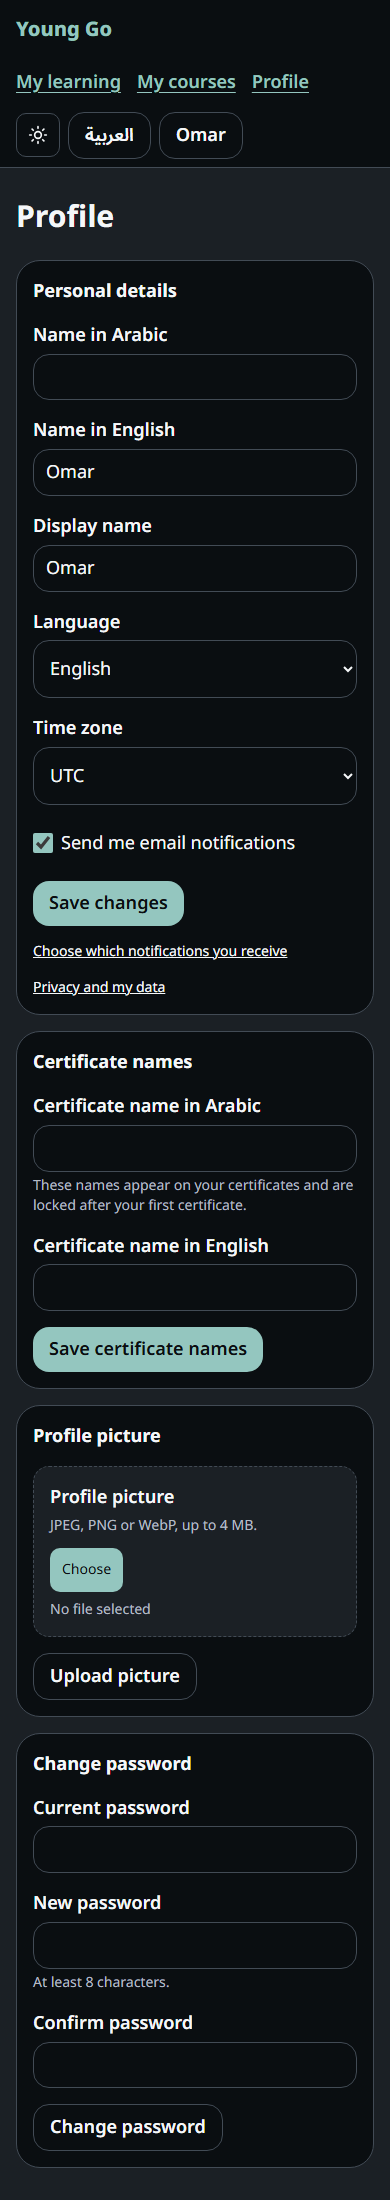 Young Go
My learning My courses Profile
العربية Omar
Profile
Personal details
Name in Arabic
Name in English
Omar
Display name
Omar
Language
English
Time zone
UTC
Send me email notifications
Save changes
Choose which notifications you receive
Privacy and my data
Certificate names
Certificate name in Arabic
These names appear on your certificates and are
locked after your first certificate.
Certificate name in English
Save certificate names
Profile picture
Profile picture
JPEG, PNG or WebP, up to 4 MB.
Choose
No file selected
Upload picture
Change password
Current password
New password
At least 8 characters.
Confirm password
Change password